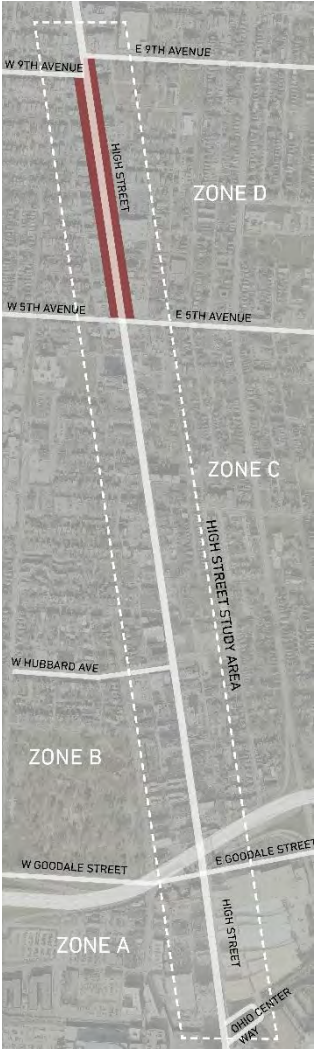 E 9TH AVENUE
W 9TH AVENUE
HIGH STREET
ZONE D
W 5TH AVENUE
E 5TH AVENUE
ZONE C
HIGH STREET STUDY AREA
W HUBBARD AVE
ZONE B
W GOODALE STREET
E GOODALE STREET
HIGH STREET
ZONE A
OHIO CENTER
WAY